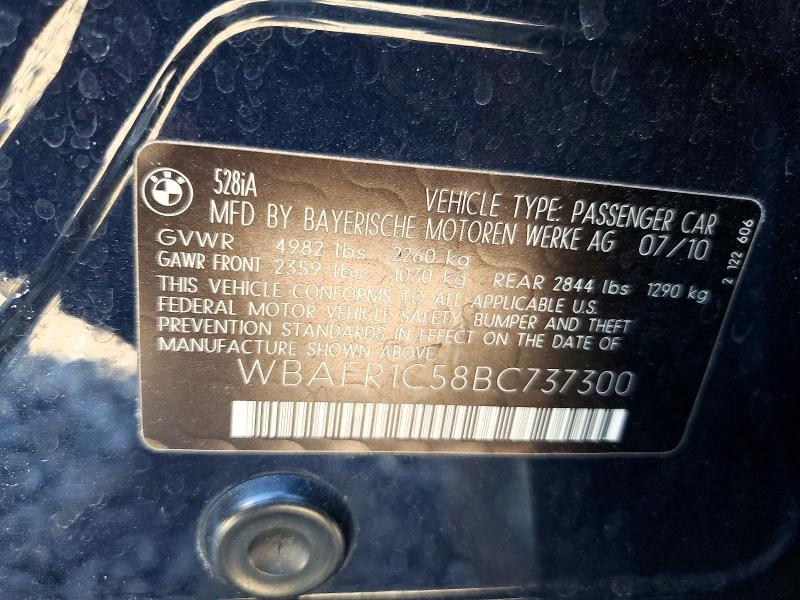 528iA
VEHICLE TYPE: PASSENGER CAR
MFD BY BAYERISCHE MOTOREN WERKE AG 07/10
GVWR 4982 lbs 2260 kg
GAWR FRONT 2359 lbs 1070 kg REAR 2844 lbs 1290 kg
THIS VEHICLE CONFORMS TO ALL APPLICABLE U.S.
FEDERAL MOTOR VEHICLE SAFETY, BUMPER AND THEFT
PREVENTION STANDARDS IN EFFECT ON THE DATE OF
MANUFACTURE SHOWN ABOVE.
WBAFR1C58BC737300
2 122 606